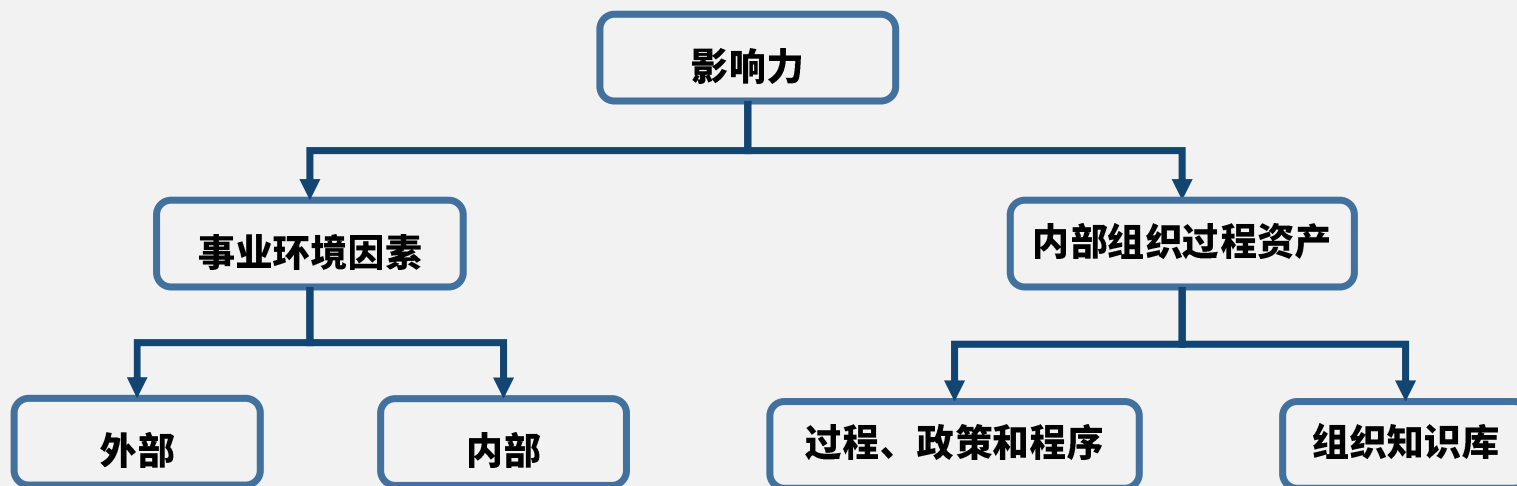 影响力
事业环境因素
内部组织过程资产
外部
内部
过程、政策和程序
组织知识库